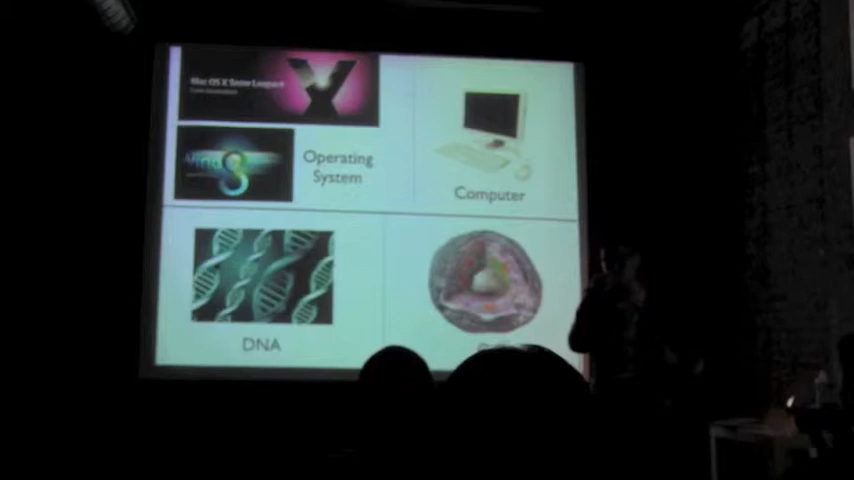 Mac OS X Snow Leopard
Operating
System
Computer
DNA